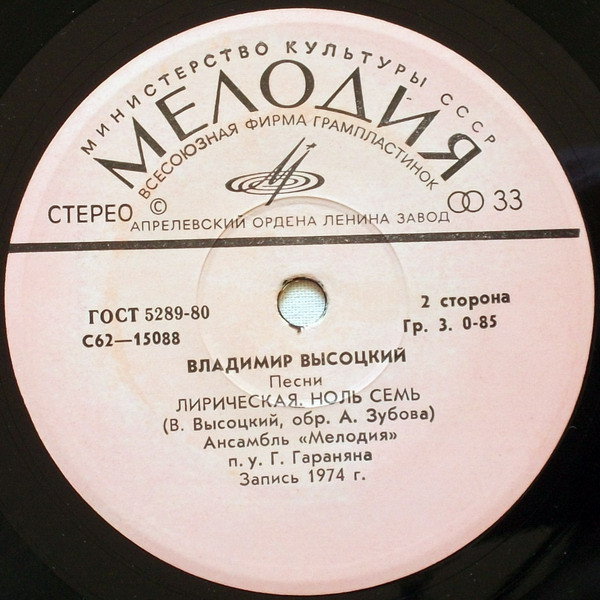 МИНИСТЕРСТВО КУЛЬТУРЫ СССР
МЕЛОДИЯ
ВСЕСОЮЗНАЯ ФИРМА ГРАМПЛАСТИНОК
СТЕРЕО © 33
АПРЕЛЕВСКИЙ ОРДЕНА ЛЕНИНА ЗАВОД
ГОСТ 5289-80
С62—15088
2 сторона
Гр. 3. 0-85
ВЛАДИМИР ВЫСОЦКИЙ
Песни
ЛИРИЧЕСКАЯ. НОЛЬ СЕМЬ
(В. Высоцкий, обр. А. Зубова)
Ансамбль «Мелодия»
п. у. Г. Гараняна
Запись 1974 г.